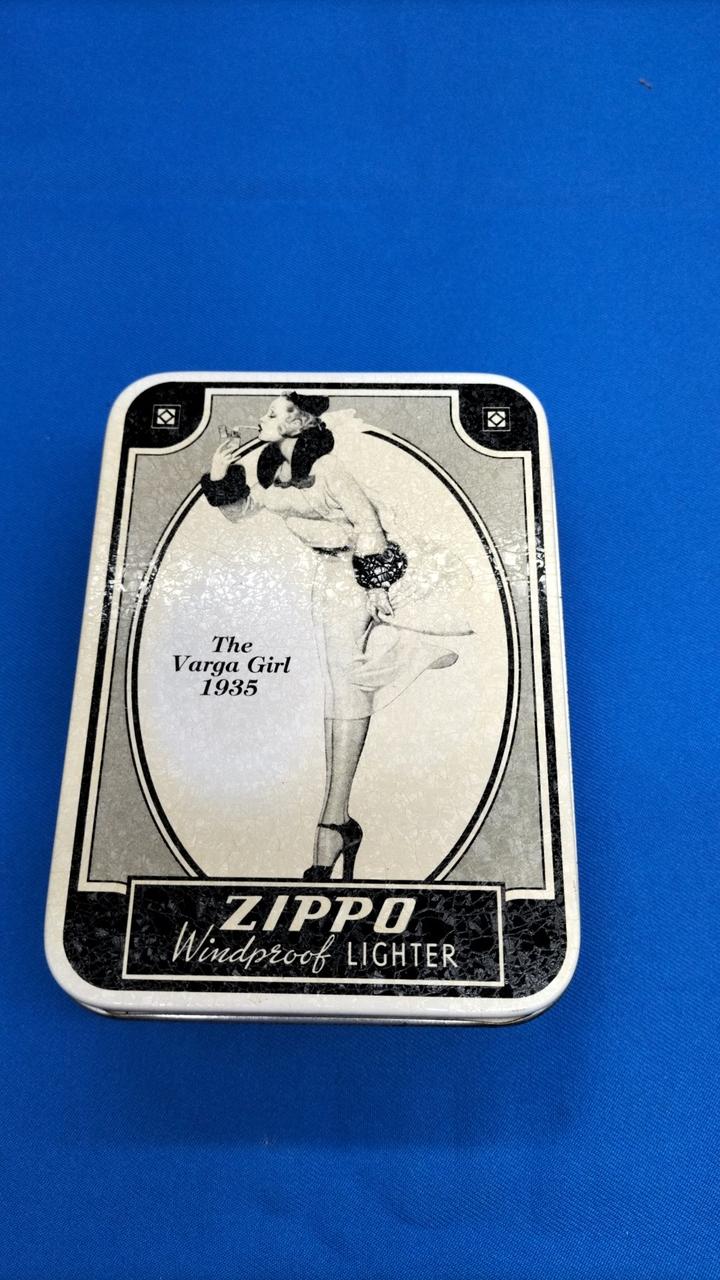 The
Varga Girl
1935
ZIPPO
Windproof LIGHTER